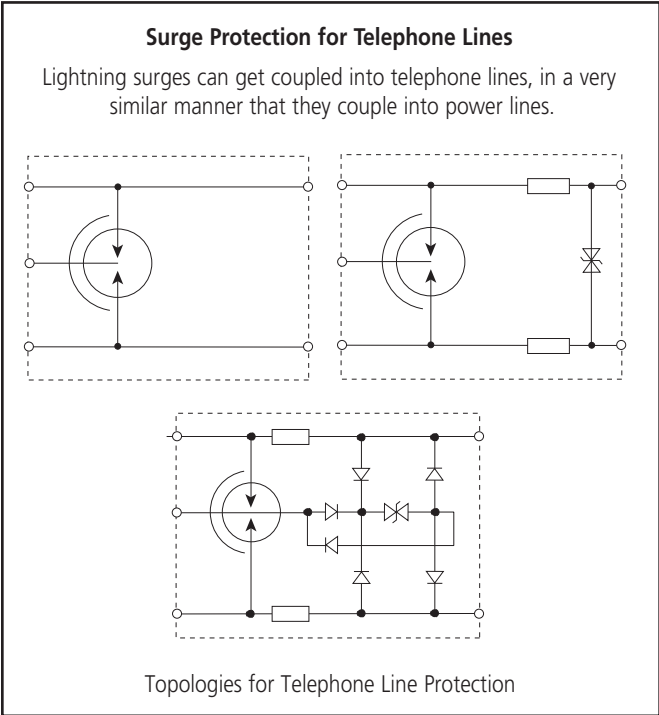 Surge Protection for Telephone Lines
Lightning surges can get coupled into telephone lines, in a very
similar manner that they couple into power lines.
Topologies for Telephone Line Protection